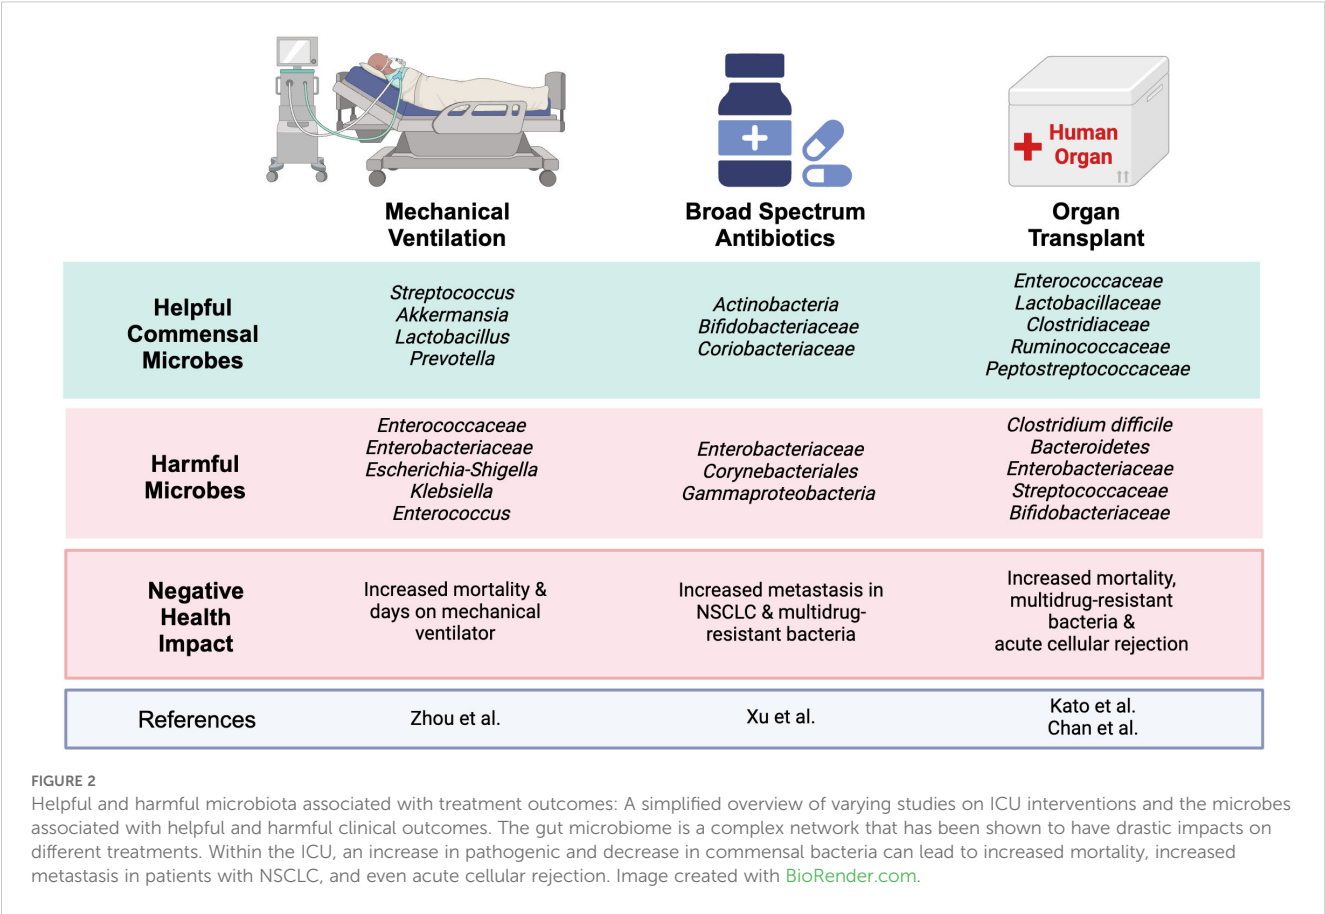 Human
Organ
Mechanical
Ventilation
Broad Spectrum
Antibiotics
Organ
Transplant
Helpful
Commensal
Microbes
Streptococcus
Akkermansia
Lactobacillus
Prevotella
Actinobacteria
Bifidobacteriaceae
Coriobacteriaceae
Enterococcaceae
Lactobacillaceae
Clostridiaceae
Ruminococcaceae
Peptostreptococcaceae
Harmful
Microbes
Enterococcaceae
Enterobacteriaceae
Escherichia-Shigella
Klebsiella
Enterococcus
Enterobacteriaceae
Corynebacteriales
Gammaproteobacteria
Clostridium difficile
Bacteroidetes
Enterobacteriaceae
Streptococcaceae
Bifidobacteriaceae
Negative
Health
Impact
Increased mortality &
days on mechanical
ventilator
Increased metastasis in
NSCLC & multidrug-
resistant bacteria
Increased mortality,
multidrug-resistant
bacteria &
acute cellular rejection
References
Zhou et al.
Xu et al.
Kato et al.
Chan et al.
FIGURE 2
Helpful and harmful microbiota associated with treatment outcomes: A simplified overview of varying studies on ICU interventions and the microbes
associated with helpful and harmful clinical outcomes. The gut microbiome is a complex network that has been shown to have drastic impacts on
different treatments. Within the ICU, an increase in pathogenic and decrease in commensal bacteria can lead to increased mortality, increased
metastasis in patients with NSCLC, and even acute cellular rejection. Image created with BioRender.com.